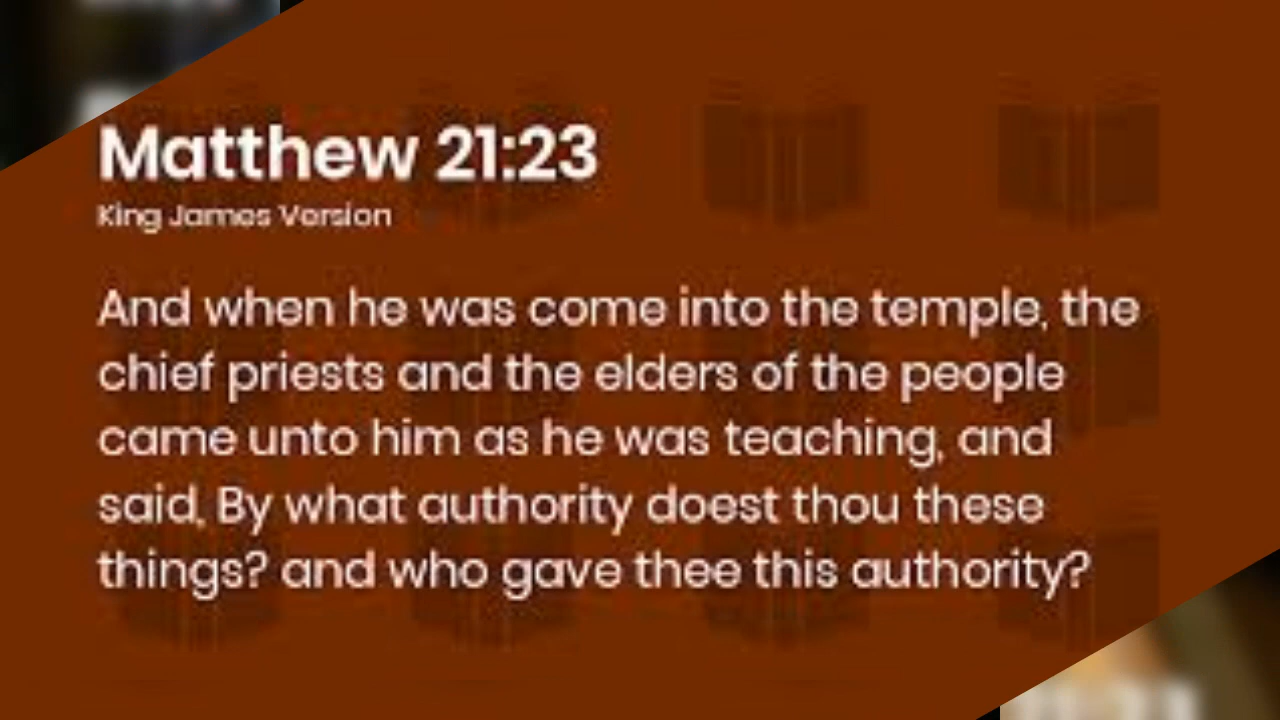 Matthew 21:23
King James Version
And when he was come into the temple, the
chief priests and the elders of the people
came unto him as he was teaching, and
said, By what authority doest thou these
things? and who gave thee this authority?